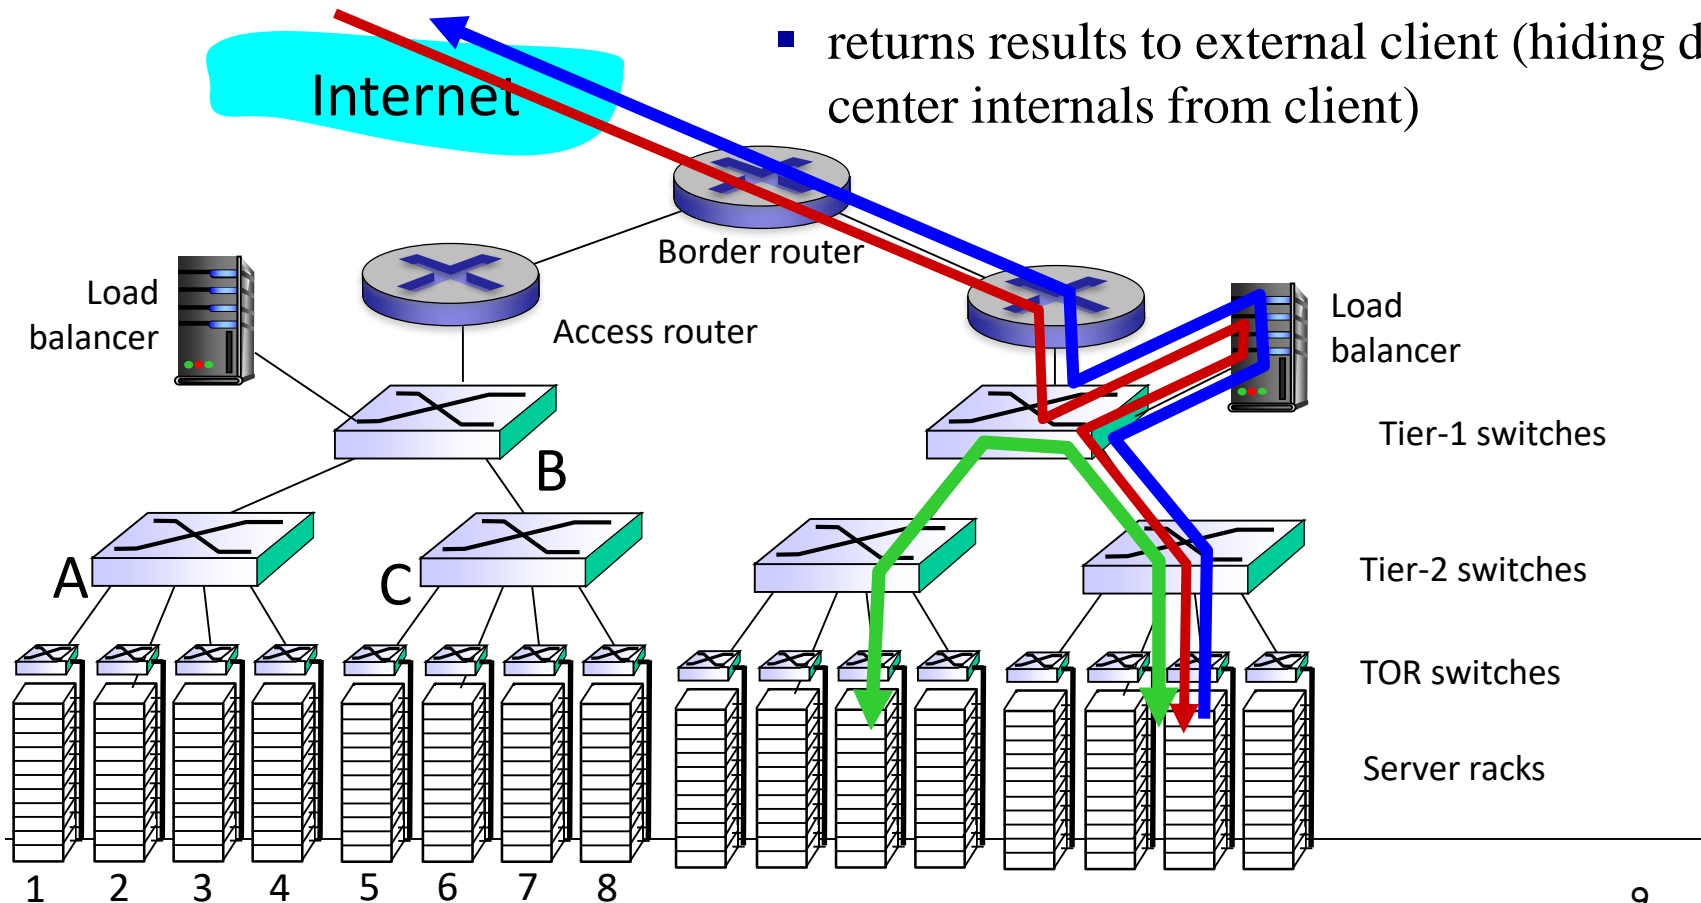 ▪ returns results to external client (hiding d
center internals from client)
Internet
Border router
Load
balancer
Access router
Load
balancer
Tier-1 switches
B
A
C
Tier-2 switches
TOR switches
Server racks
1 2 3 4 5 6 7 8
9